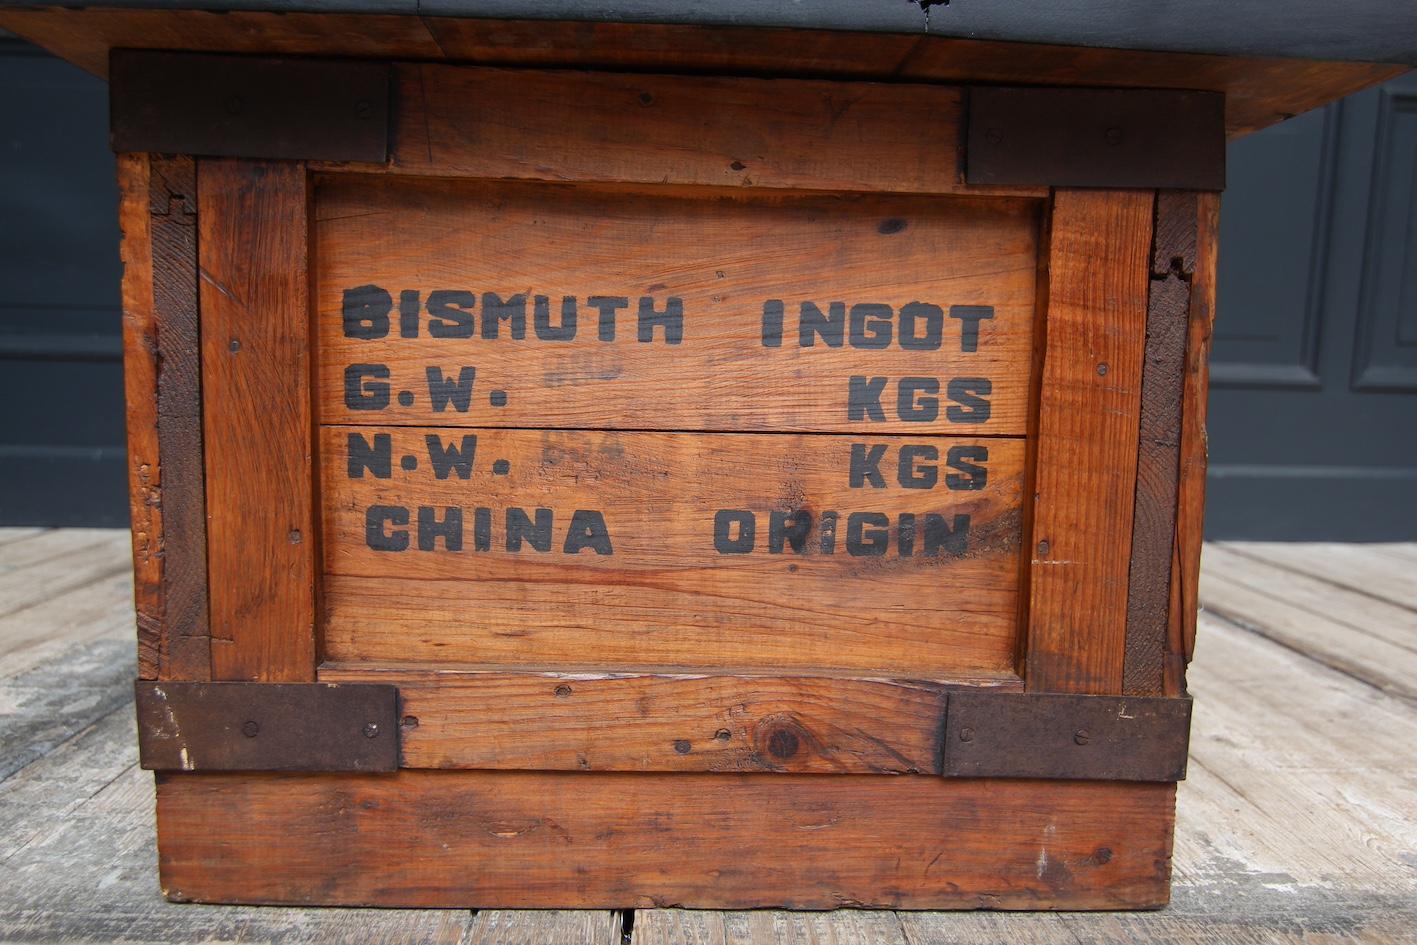 BISMUTH INGOT
G.W. KGS
N.W. KGS
CHINA ORIGIN